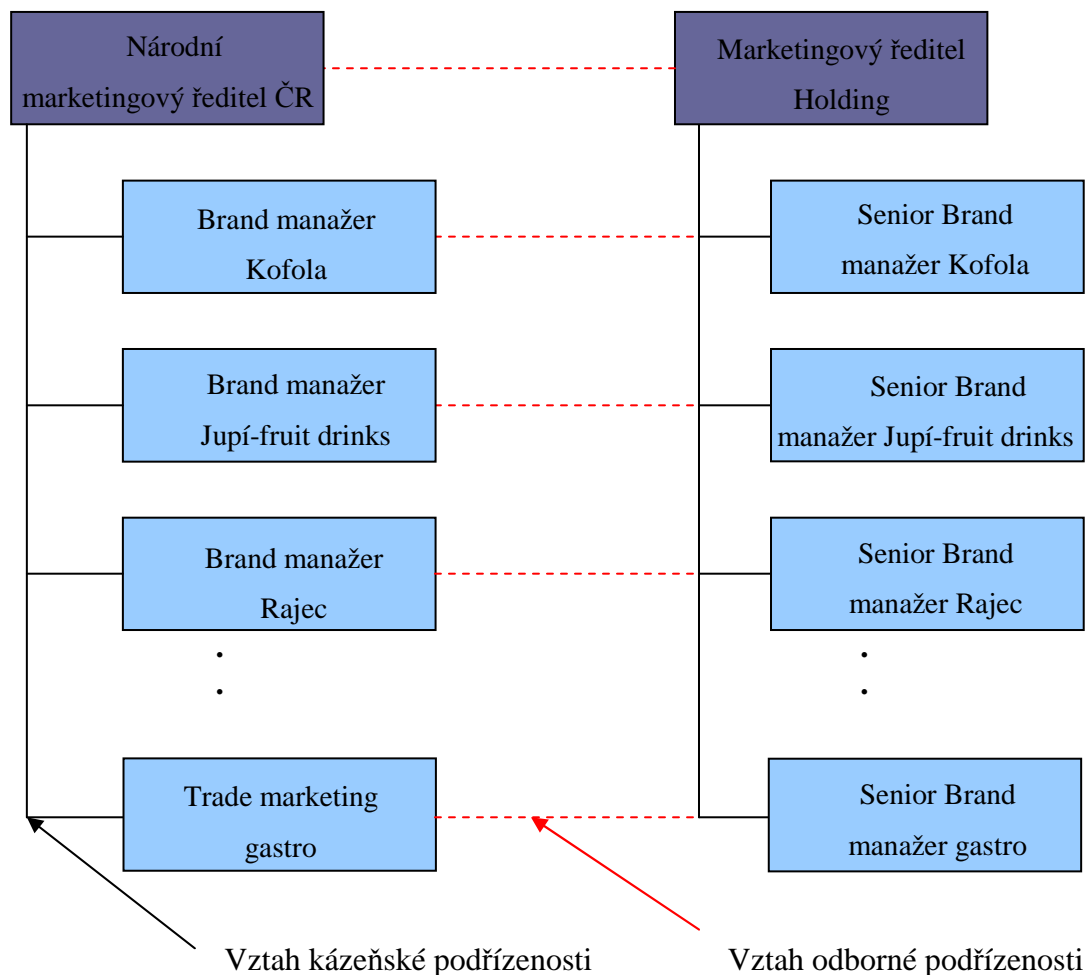 Národní
marketingový ředitel ČR
Marketingový ředitel
Holding
Brand manažer
Kofola
Senior Brand
manažer Kofola
Brand manažer
Jupí-fruit drinks
Senior Brand
manažer Jupí-fruit drinks
Brand manažer
Rajec
Senior Brand
manažer Rajec
Trade marketing
gastro
Senior Brand
manažer gastro
Vztah kázeňské podřízenosti
Vztah odborné podřízenosti